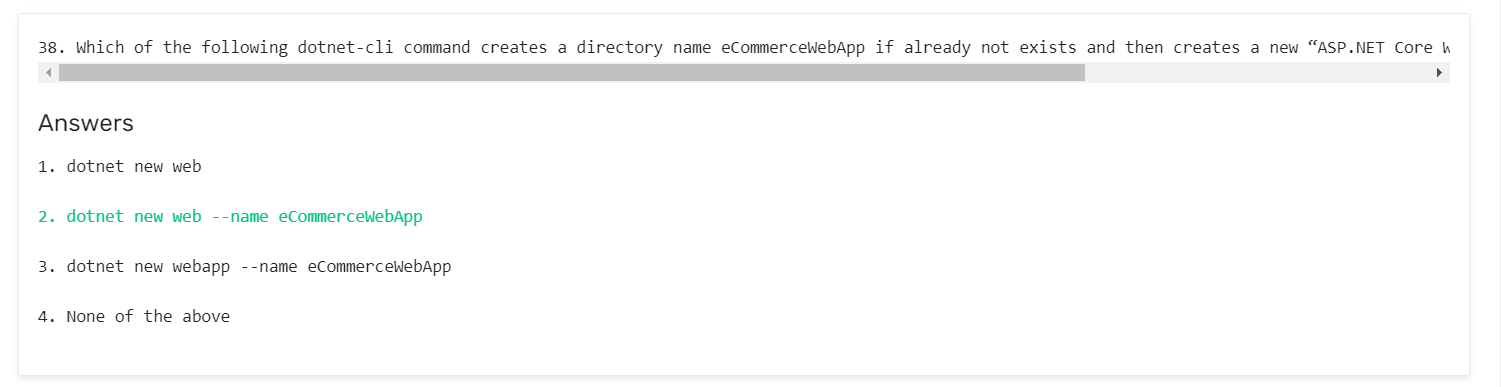 38. Which of the following dotnet-cli command creates a directory name eCommerceWebApp if already not exists and then creates a new “ASP.NET Core W
Answers
1. dotnet new web
2. dotnet new web --name eCommerceWebApp
3. dotnet new webapp --name eCommerceWebApp
4. None of the above